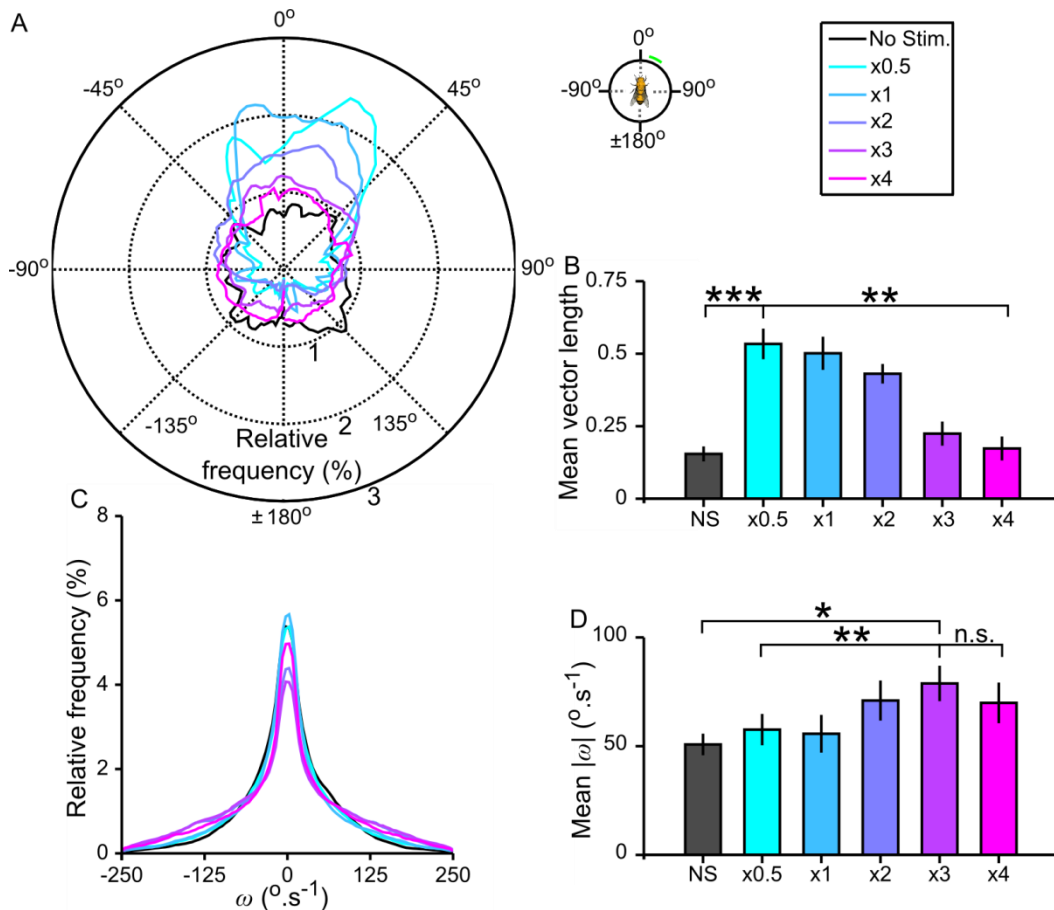 A
0°
-45°
45°
-90°
90°
-135°
135°
±180°
1
2
3
Relative
frequency (%)
0°
-90°
90°
±180°
No Stim.
x0.5
x1
x2
x3
x4
B
Mean vector length
0.75
0.5
0.25
0
***
**
NS x0.5 x1 x2 x3 x4
C
Relative frequency (%)
8
6
4
2
0
-250 -125 0 125 250
ω (°.s⁻¹)
D
Mean |ω| (°.s⁻¹)
100
50
0
*
**
n.s.
NS x0.5 x1 x2 x3 x4